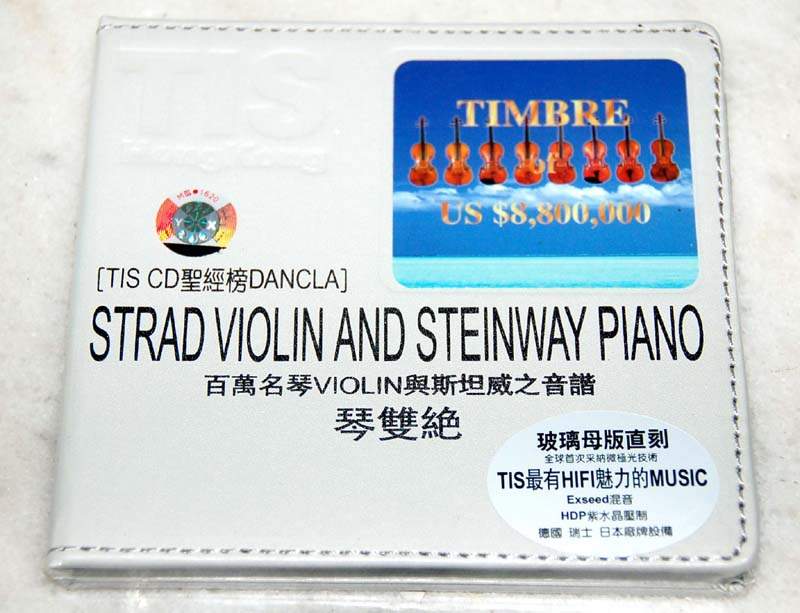 TIS
TIMBRE
of
US $8,800,000
[TIS CD聖經榜DANCLA]
STRAD VIOLIN AND STEINWAY PIANO
百萬名琴VIOLIN與斯坦威之音諧
琴雙絶
玻璃母版直刻
全球首次采納微極光技術
TIS最有HIFI魅力的MUSIC
Exseed混音
HDP紫水晶壓制
德國 瑞士 日本廠牌設備